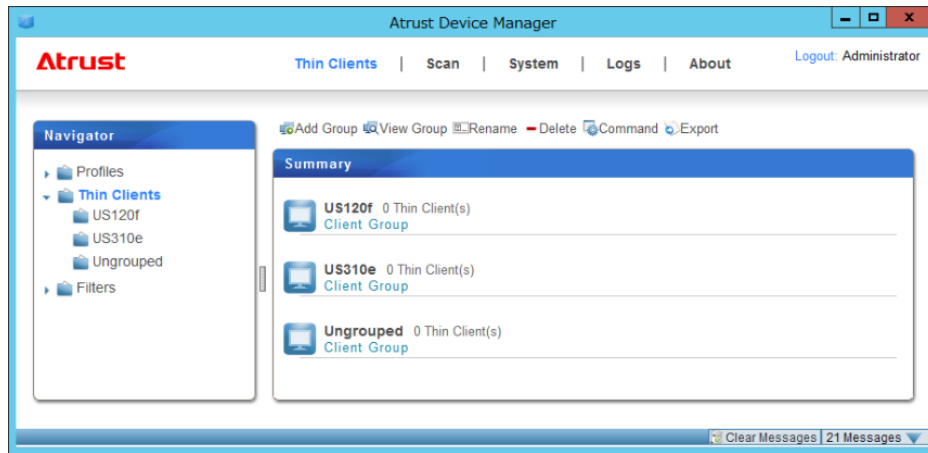 Atrust Device Manager
Atrust
Thin Clients | Scan | System | Logs | About
Logout: Administrator
Add Group View Group Rename Delete Command Export
Navigator
Profiles
Thin Clients
US120f
US310e
Ungrouped
Filters
Summary
US120f 0 Thin Client(s)
Client Group
US310e 0 Thin Client(s)
Client Group
Ungrouped 0 Thin Client(s)
Client Group
Clear Messages 21 Messages